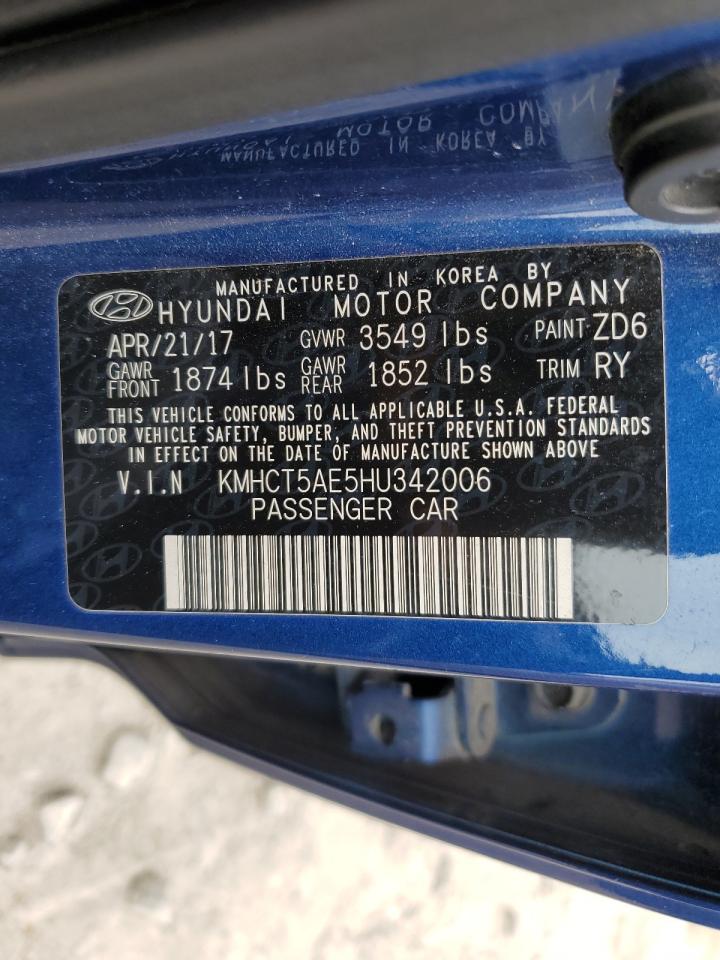 MANUFACTURED IN KOREA BY
HYUNDAI MOTOR COMPANY
APR/21/17 GVWR 3549 lbs PAINT ZD6
GAWR FRONT 1874 lbs GAWR REAR 1852 lbs TRIM RY
THIS VEHICLE CONFORMS TO ALL APPLICABLE U.S.A. FEDERAL
MOTOR VEHICLE SAFETY, BUMPER, AND THEFT PREVENTION STANDARDS
IN EFFECT ON THE DATE OF MANUFACTURE SHOWN ABOVE
V.I.N KMHCT5AE5HU342006
PASSENGER CAR